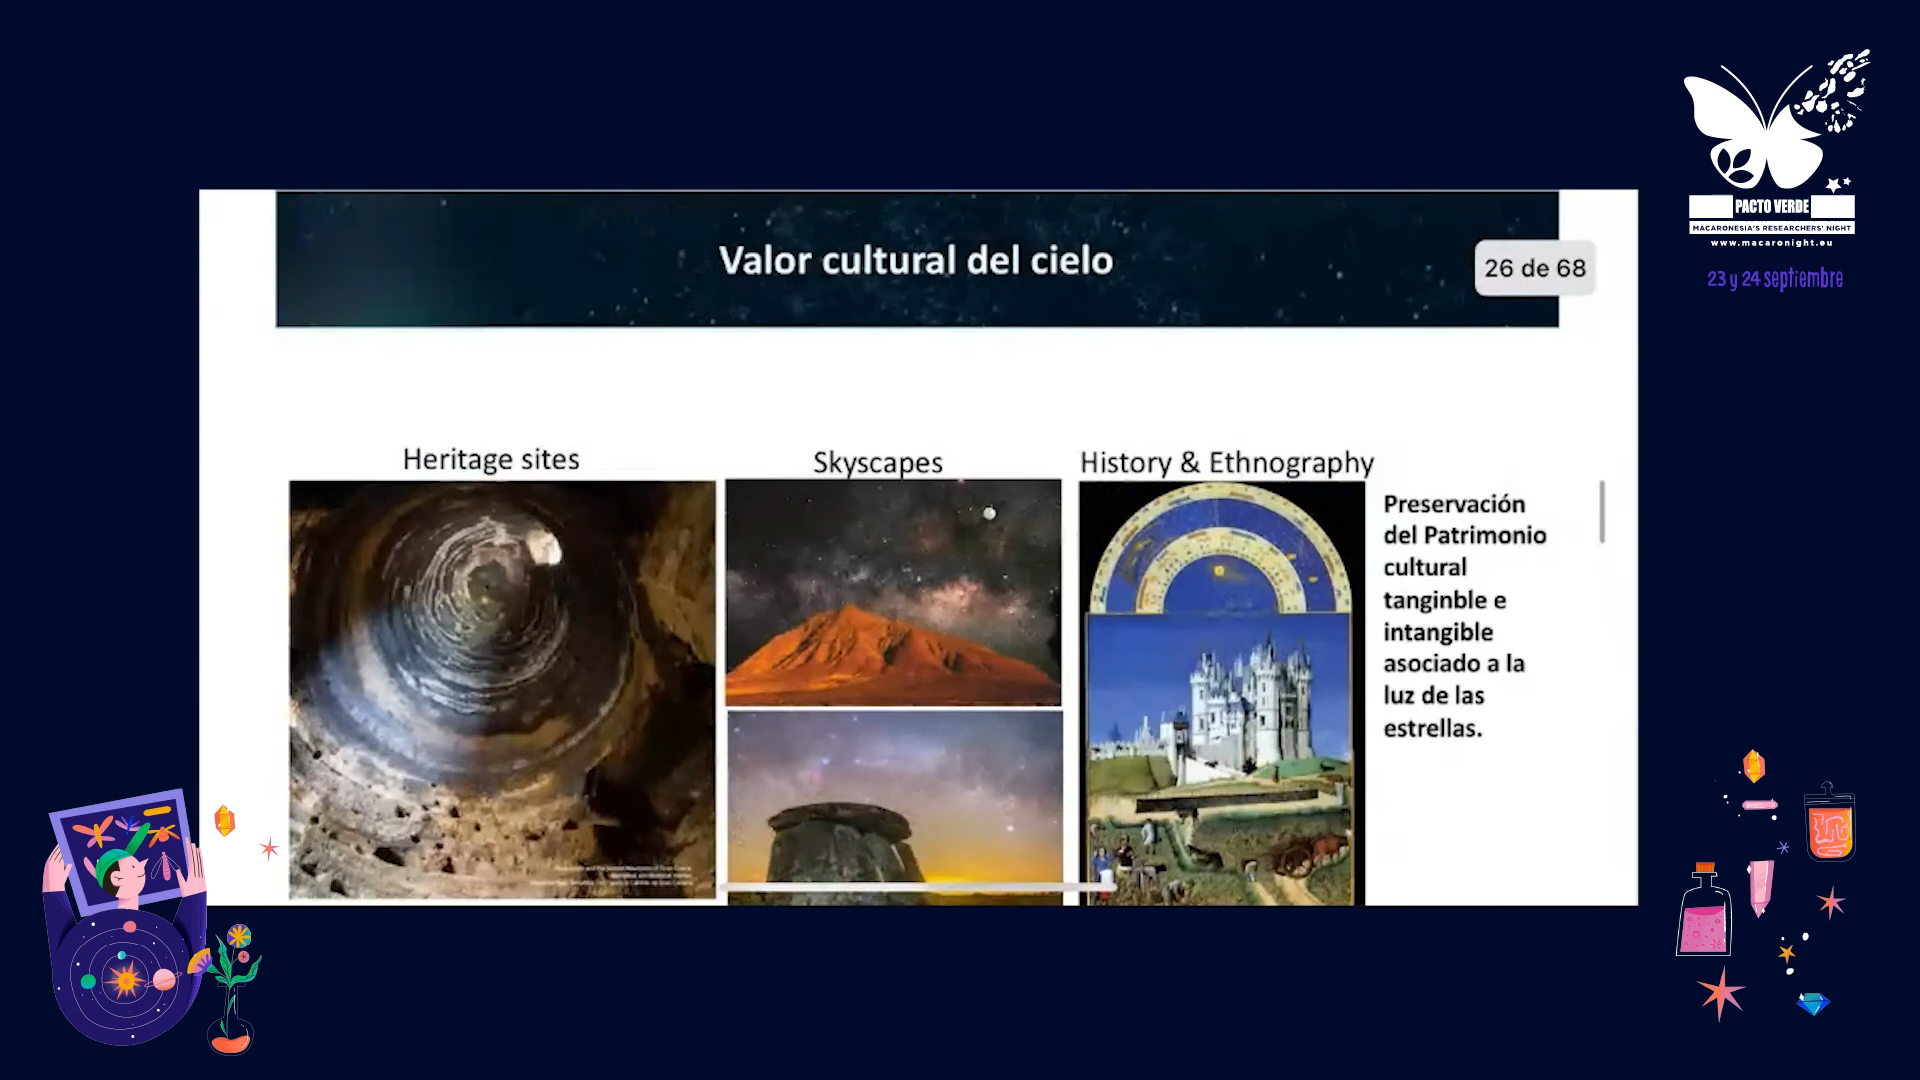 PACTO VERDE
MACARONESIA'S RESEARCHERS' NIGHT
www.macaronight.eu
23 y 24 septiembre
Valor cultural del cielo
26 de 68
Heritage sites
Skyscapes
History & Ethnography
Preservación
del Patrimonio
cultural
tanginble e
intangible
asociado a la
luz de las
estrellas.